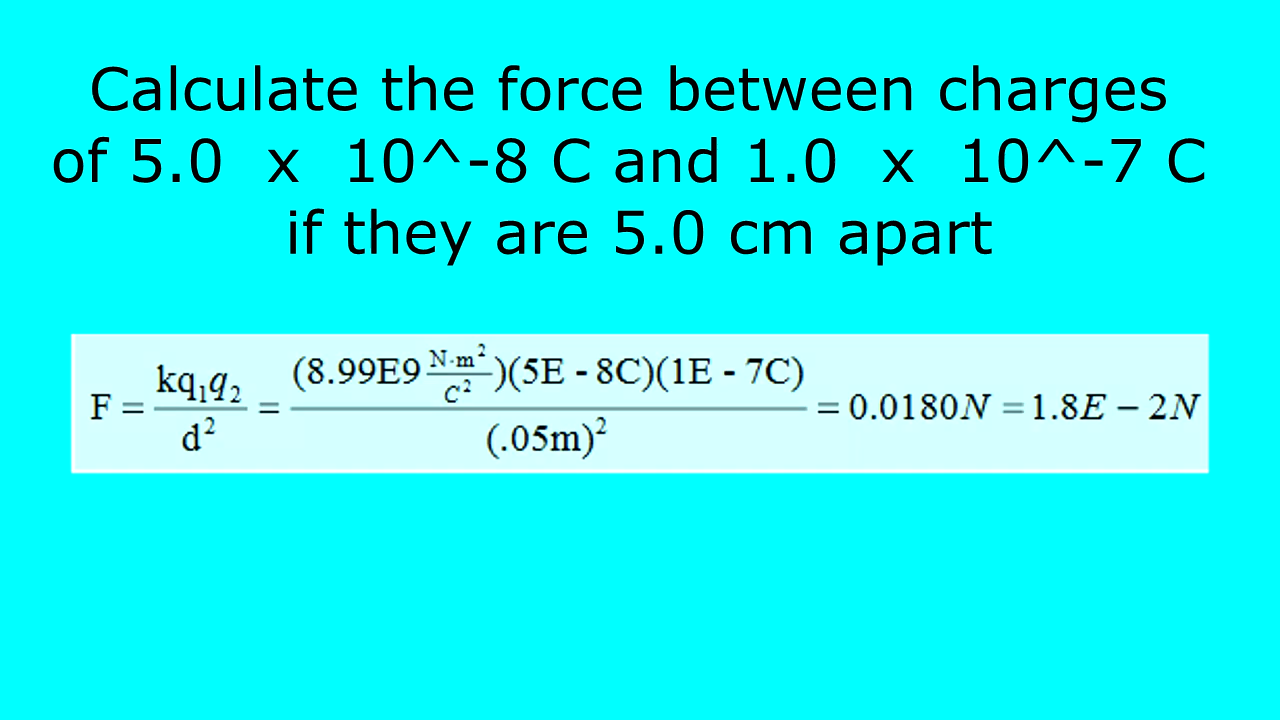 Calculate the force between charges
of 5.0 x 10^-8 C and 1.0 x 10^-7 C
if they are 5.0 cm apart
F = kq₁q₂/d² = (8.99E9 N·m²/C²)(5E - 8C)(1E - 7C)/(.05m)² = 0.0180N = 1.8E − 2N